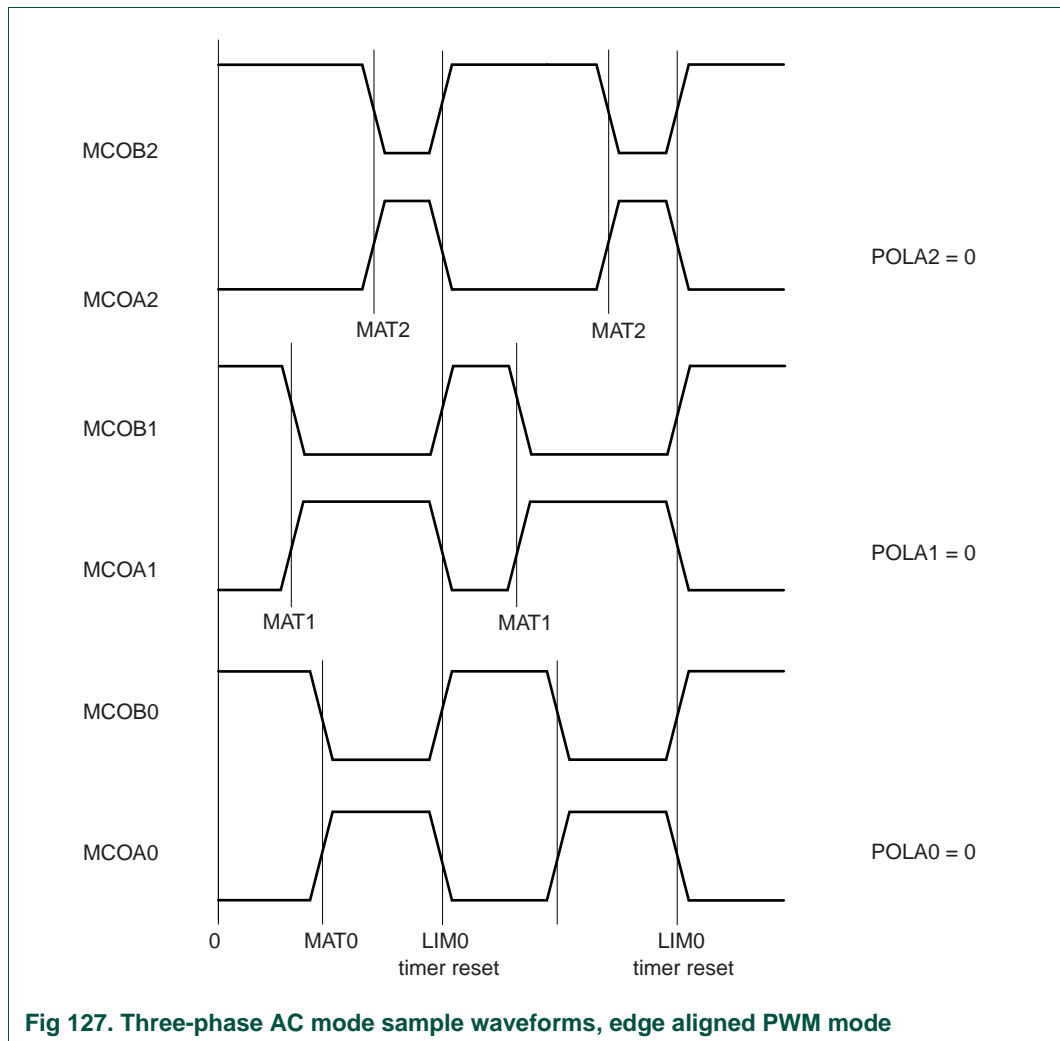 MCOB2
POLA2 = 0
MCOA2
MAT2 MAT2
MCOB1
POLA1 = 0
MCOA1
MAT1 MAT1
MCOB0
MCOA0 POLA0 = 0
0 MAT0 LIM0 LIM0
timer reset timer reset
Fig 127. Three-phase AC mode sample waveforms, edge aligned PWM mode